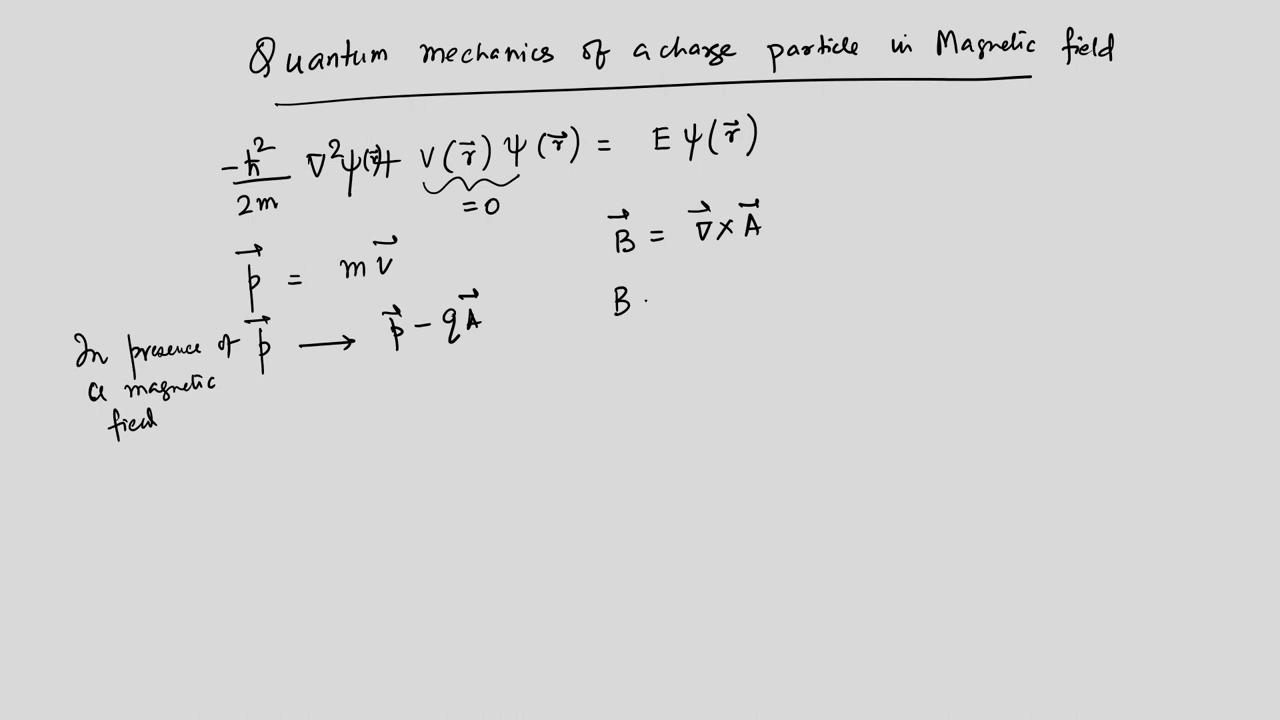 Quantum mechanics of a charge particle in Magnetic field
-ħ²/2m ∇²ψ(r⃗) + V(r⃗) ψ(r⃗) = E ψ(r⃗)
= 0
B⃗ = ∇⃗ × A⃗
p⃗ = m v⃗
B .
In presence of p⃗ ⟶ p⃗ - qA⃗
a magnetic
field